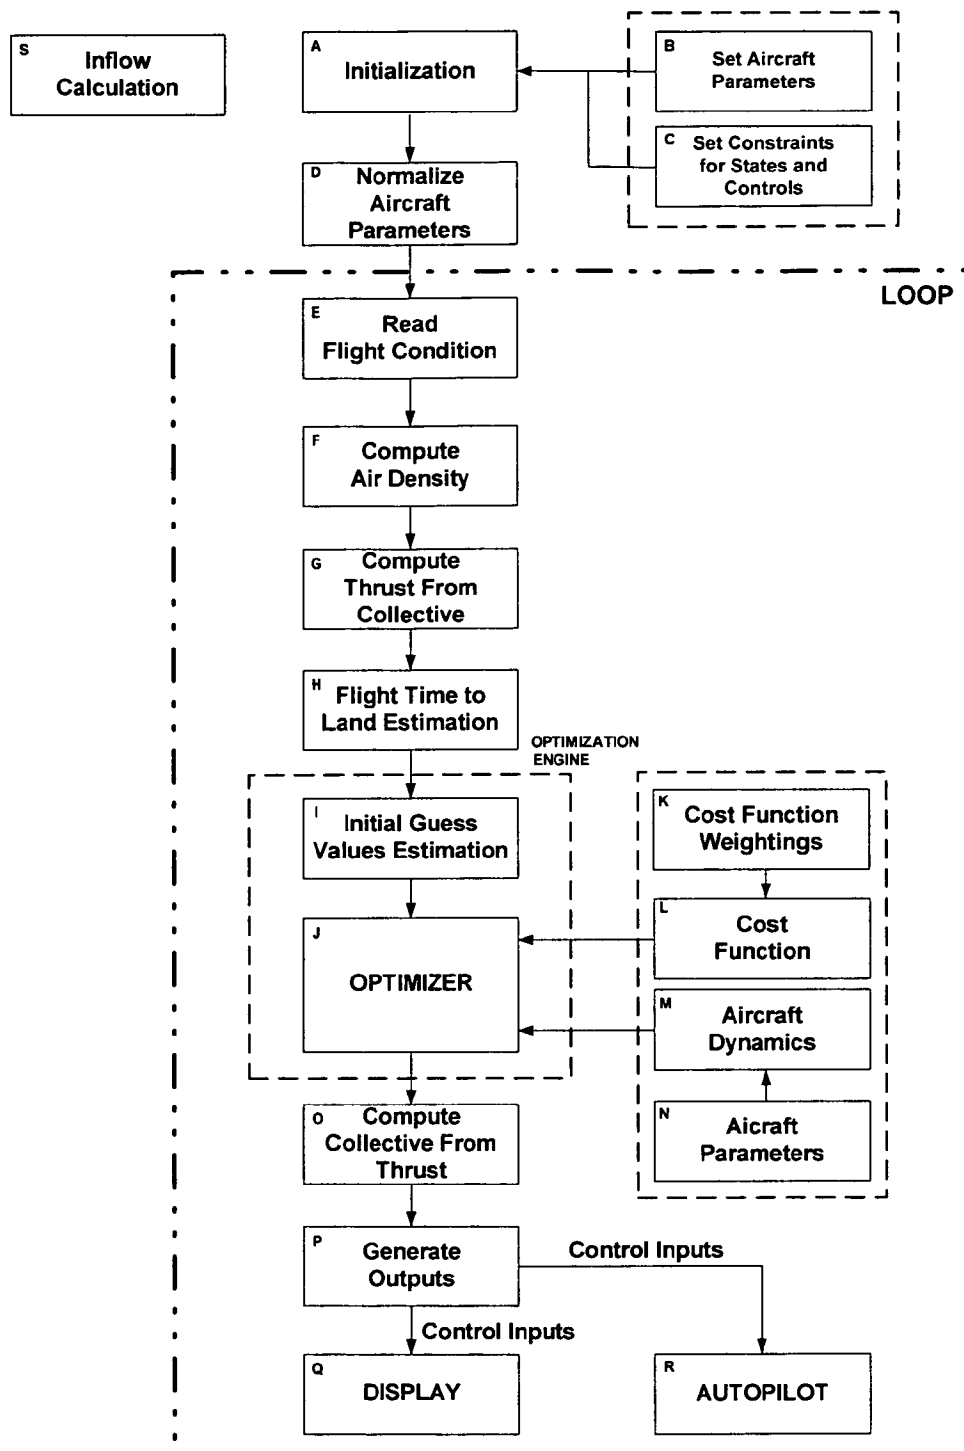 S
Inflow
Calculation
A
Initialization
B
Set Aircraft
Parameters
C
Set Constraints
for States and
Controls
D
Normalize
Aircraft
Parameters
LOOP
E
Read
Flight Condition
F
Compute
Air Density
G
Compute
Thrust From
Collective
H
Flight Time to
Land Estimation
OPTIMIZATION
ENGINE
I
Initial Guess
Values Estimation
J
OPTIMIZER
K
Cost Function
Weightings
L
Cost
Function
M
Aircraft
Dynamics
N
Aicraft
Parameters
O
Compute
Collective From
Thrust
P
Generate
Outputs
Control Inputs
Control Inputs
Q
DISPLAY
R
AUTOPILOT